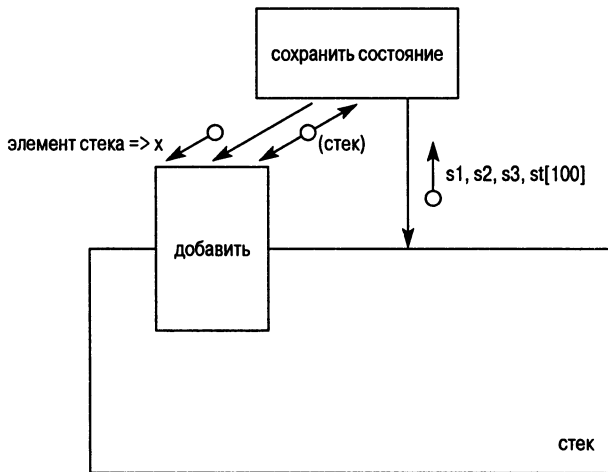 сохранить состояние
элемент стека => x
(стек)
s1, s2, s3, st[100]
добавить
стек